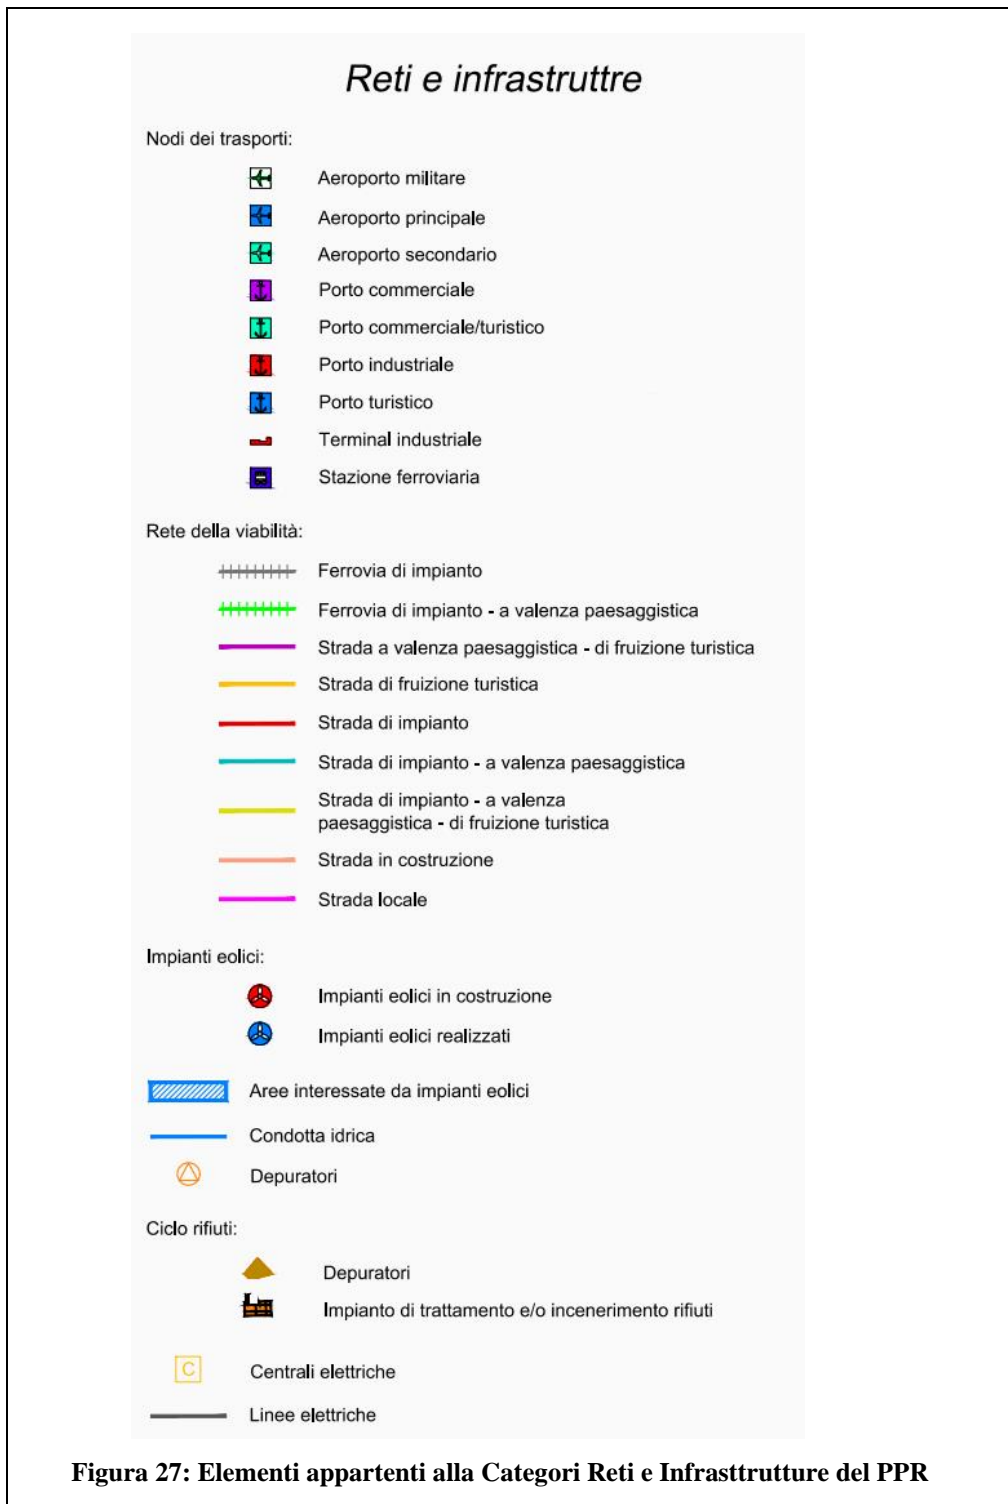 Reti e infrastruttre
Nodi dei trasporti:
Aeroporto militare
Aeroporto principale
Aeroporto secondario
Porto commerciale
Porto commerciale/turistico
Porto industriale
Porto turistico
Terminal industriale
Stazione ferroviaria
Rete della viabilità:
Ferrovia di impianto
Ferrovia di impianto - a valenza paesaggistica
Strada a valenza paesaggistica - di fruizione turistica
Strada di fruizione turistica
Strada di impianto
Strada di impianto - a valenza paesaggistica
Strada di impianto - a valenza
paesaggistica - di fruizione turistica
Strada in costruzione
Strada locale
Impianti eolici:
Impianti eolici in costruzione
Impianti eolici realizzati
Aree interessate da impianti eolici
Condotta idrica
Depuratori
Ciclo rifiuti:
Depuratori
Impianto di trattamento e/o incenerimento rifiuti
C
Centrali elettriche
Linee elettriche
Figura 27: Elementi appartenti alla Categori Reti e Infrasttrutture del PPR